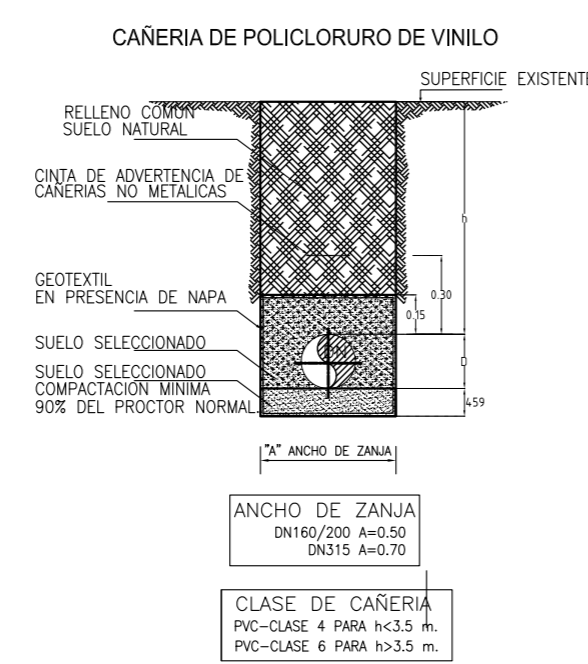 CAÑERIA DE POLICLORURO DE VINILO
SUPERFICIE EXISTENTE
RELLENO COMÚN
SUELO NATURAL
CINTA DE ADVERTENCIA DE
CAÑERIAS NO METALICAS
h
GEOTEXTIL
EN PRESENCIA DE NAPA
0.30
0.15
SUELO SELECCIONADO
D
SUELO SELECCIONADO
COMPACTACIÓN MINIMA
90% DEL PROCTOR NORMAL.
459
"A" ANCHO DE ZANJA
ANCHO DE ZANJA
DN160/200 A=0.50
DN315 A=0.70
CLASE DE CAÑERIA
PVC-CLASE 4 PARA h<3.5 m.
PVC-CLASE 6 PARA h>3.5 m.